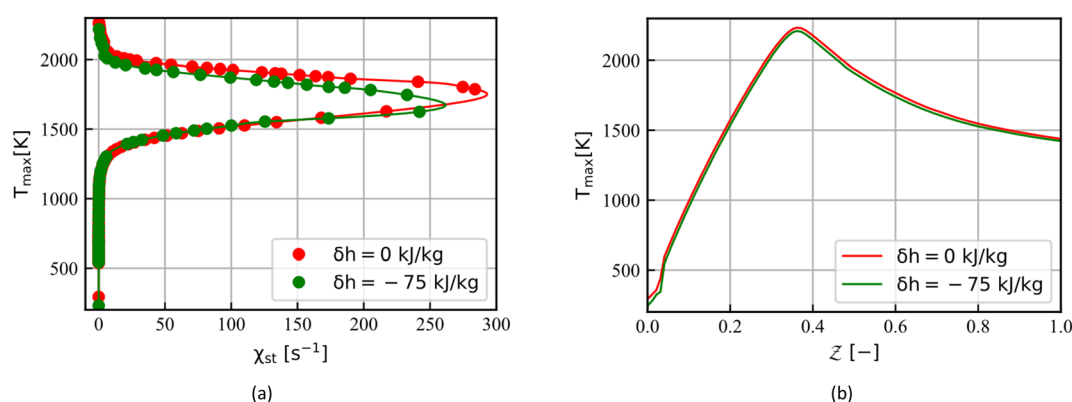 2000
1500
1000
500
T_max[K]
δh = 0 kJ/kg
δh = − 75 kJ/kg
0 50 100 150 200 250 300
χ_st [s⁻¹]
(a)
2000
1500
1000
500
T_max[K]
δh = 0 kJ/kg
δh = − 75 kJ/kg
0.0 0.2 0.4 0.6 0.8 1.0
𝒵 [−]
(b)